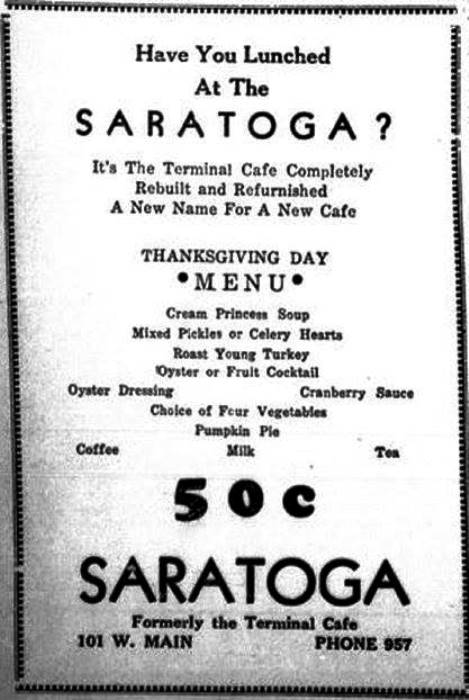 Have You Lunched
At The
SARATOGA?
It's The Terminal Cafe Completely
Rebuilt and Refurnished
A New Name For A New Cafe
THANKSGIVING DAY
•MENU•
Cream Princess Soup
Mixed Pickles or Celery Hearts
Roast Young Turkey
Oyster or Fruit Cocktail
Oyster Dressing Cranberry Sauce
Choice of Four Vegetables
Pumpkin Pie
Coffee Milk Tea
50c
SARATOGA
Formerly the Terminal Cafe
101 W. MAIN PHONE 957